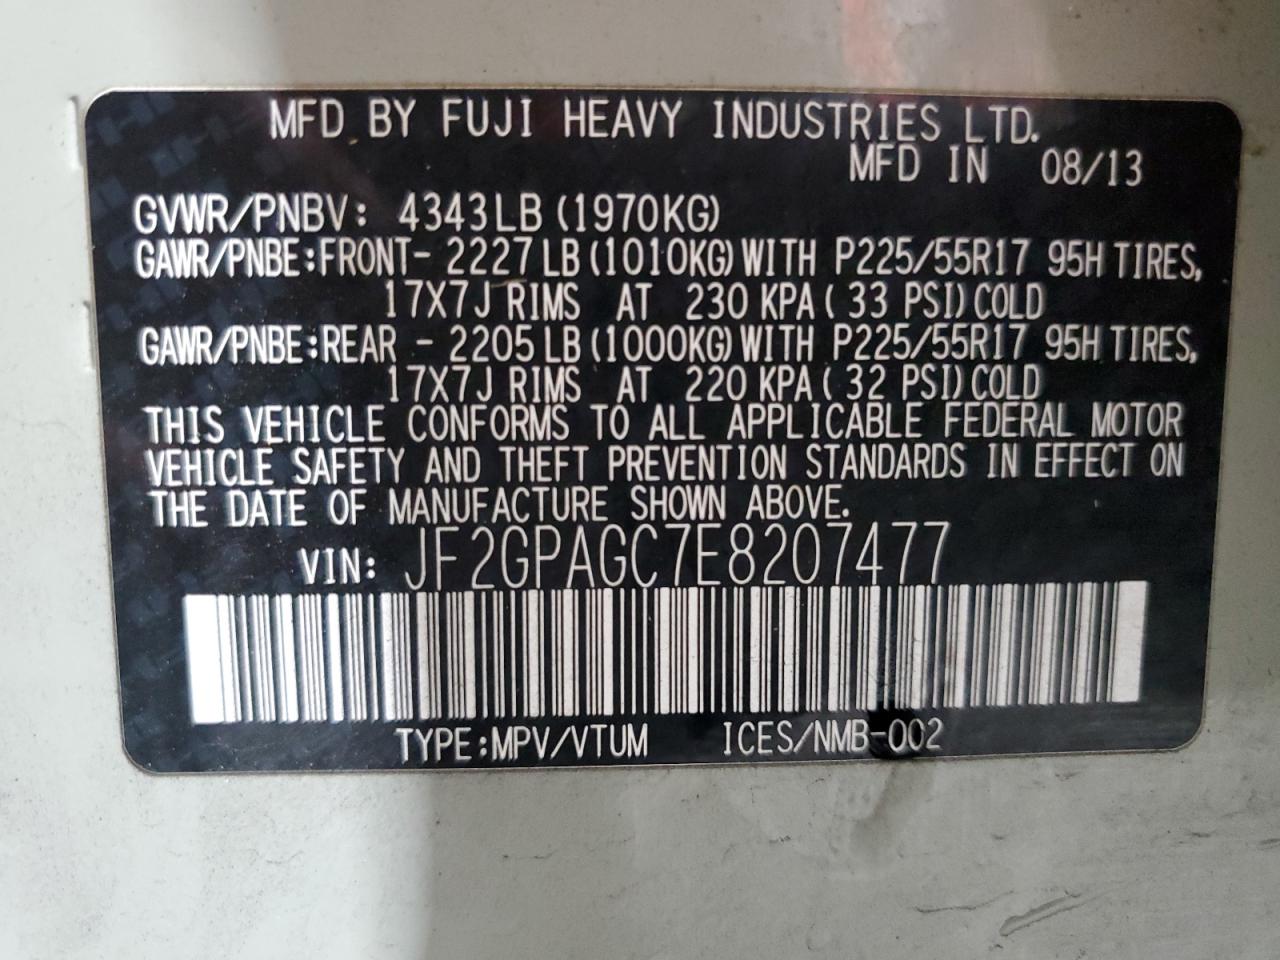 MFD BY FUJI HEAVY INDUSTRIES LTD.
MFD IN 08/13
GVWR/PNBV: 4343LB (1970KG)
GAWR/PNBE:FRONT- 2227LB (1010KG) WITH P225/55R17 95H TIRES,
17X7J RIMS AT 230 KPA( 33 PSI) COLD
GAWR/PNBE:REAR - 2205LB (1000KG) WITH P225/55R17 95H TIRES,
17X7J RIMS AT 220 KPA( 32 PSI) COLD
THIS VEHICLE CONFORMS TO ALL APPLICABLE FEDERAL MOTOR
VEHICLE SAFETY AND THEFT PREVENTION STANDARDS IN EFFECT ON
THE DATE OF MANUFACTURE SHOWN ABOVE.
VIN: JF2GPAGC7E8207477
TYPE:MPV/VTUM ICES/NMB-002